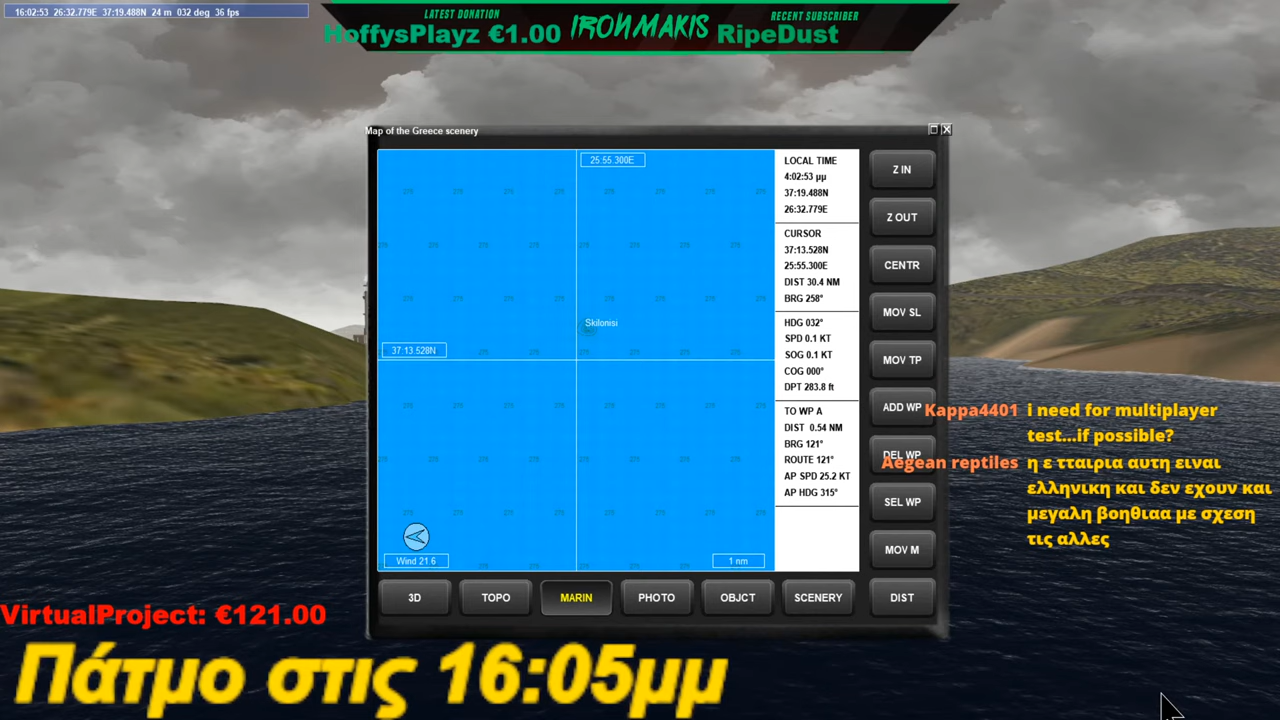 16:02:53 26:32.779E 37:19.488N 24 m 032 deg 36 fps
LATEST DONATION
HoffysPlayz €1.00
IRONMAKIS
RECENT SUBSCRIBER
RipeDust
Map of the Greece scenery
25:55.300E
Skilonisi
37:13.528N
Wind 21 6
1 nm
LOCAL TIME
4:02:53 μμ
37:19.488N
26:32.779E
CURSOR
37:13.528N
25:55.300E
DIST 30.4 NM
BRG 258°
HDG 032°
SPD 0.1 KT
SOG 0.1 KT
COG 000°
DPT 283.8 ft
TO WP A
DIST 0.54 NM
BRG 121°
ROUTE 121°
AP SPD 25.2 KT
AP HDG 315°
Z IN
Z OUT
CENTR
MOV SL
MOV TP
ADD WP
DEL WP
SEL WP
MOV M
DIST
3D
TOPO
MARIN
PHOTO
OBJCT
SCENERY
Kappa4401 i need for multiplayer
test...if possible?
Aegean reptiles η ε τταιρια αυτη ειναι
ελληνικη και δεν εχουν και
μεγαλη βοηθιαα με σχεση
τις αλλες
VirtualProject: €121.00
Πάτμο στις 16:05μμ